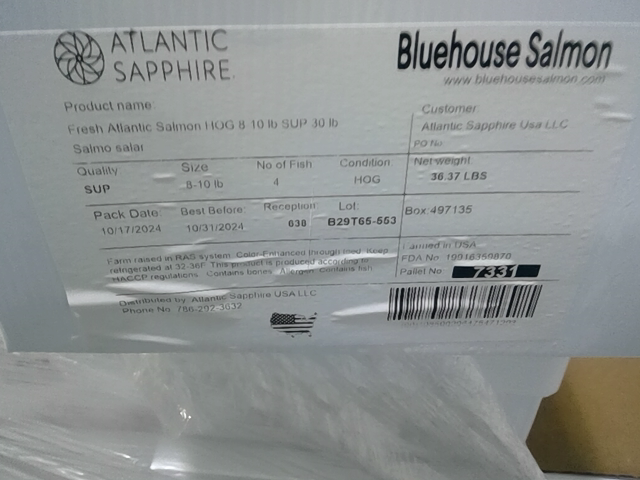 ATLANTIC
SAPPHIRE.
Bluehouse Salmon
www.bluehousesalmon.com
Product name:
Fresh Atlantic Salmon HOG 8-10 lb SUP 30 lb
Salmo salar
Customer:
Atlantic Sapphire Usa LLC
PO No:
Quality: Size No of Fish Condition: Net weight:
SUP 8-10 lb 4 HOG 36.37 LBS
Pack Date: Best Before: Reception: Lot: Box:497135
10/17/2024 10/31/2024 038 B29T65-553
Farm raised in RAS system. Color-Enhanced through feed. Keep
refrigerated at 32-36F. This product is produced according to
HACCP regulations. Contains bones. Allergen: Contains fish.
Farmed in USA
FDA No: 19916350870
Pallet No: 7331
Distributed by: Atlantic Sapphire USA LLC
Phone No: 786-292-3632